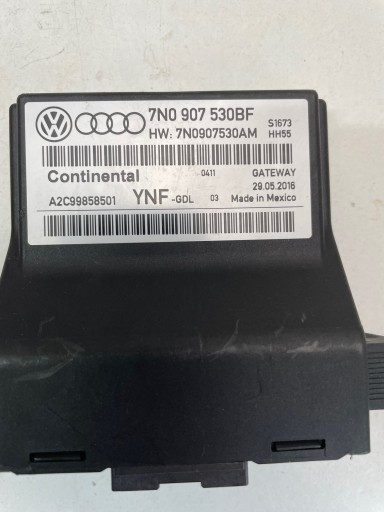 7N0 907 530BF
S1673
HW: 7N0907530AM
HH55
Continental
0411
GATEWAY
29.05.2016
A2C99858501
YNF -GDL
03
Made in Mexico